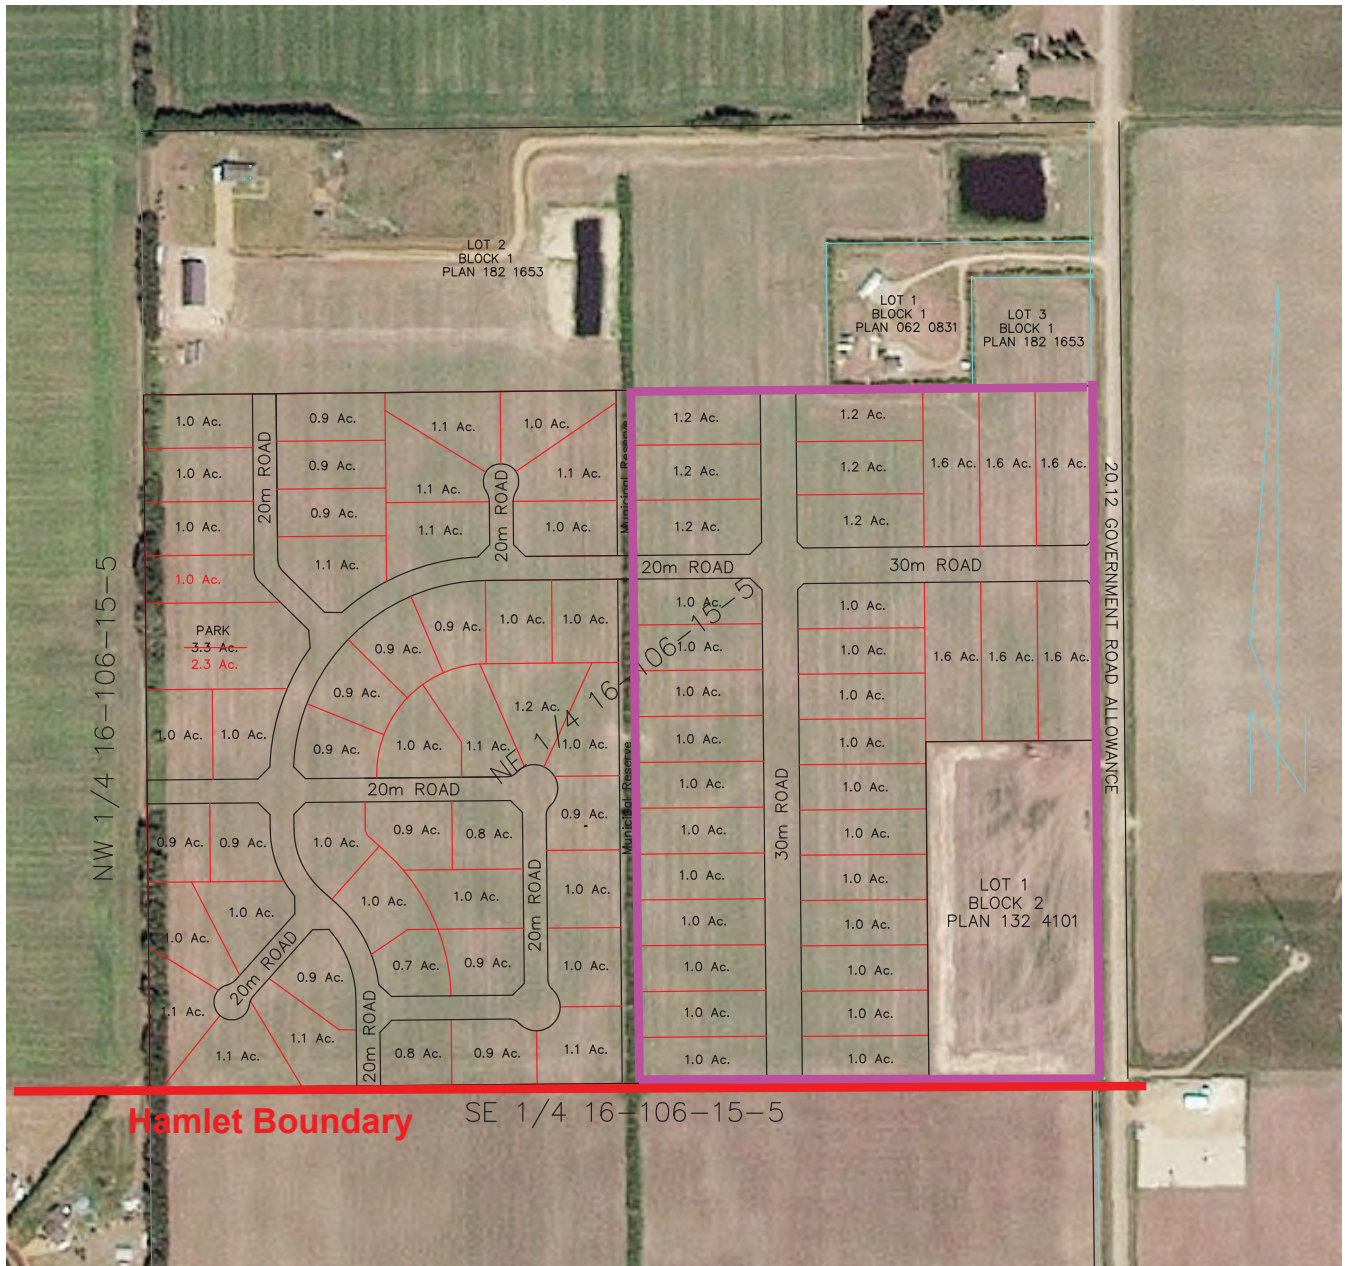 LOT 2
BLOCK 1
PLAN 182 1653
LOT 1
BLOCK 1
PLAN 062 0831
LOT 3
BLOCK 1
PLAN 182 1653
1.0 Ac.
0.9 Ac.
1.1 Ac.
1.0 Ac.
1.2 Ac.
1.2 Ac.
1.0 Ac.
20m ROAD
0.9 Ac.
1.1 Ac.
1.1 Ac.
20m ROAD
Municipal Reserve
1.2 Ac.
1.2 Ac.
1.6 Ac.
1.6 Ac.
1.6 Ac.
1.0 Ac.
0.9 Ac.
1.1 Ac.
1.0 Ac.
1.2 Ac.
1.2 Ac.
1.0 Ac.
1.1 Ac.
20m ROAD
30m ROAD
20.12 GOVERNMENT ROAD ALLOWANCE
NW 1/4 16-106-15-5
NE 1/4 16-106-15-5
PARK
3.3 Ac.
2.3 Ac.
0.9 Ac.
0.9 Ac.
1.0 Ac.
1.0 Ac.
1.0 Ac.
1.0 Ac.
0.9 Ac.
1.0 Ac.
1.0 Ac.
1.6 Ac.
1.6 Ac.
1.6 Ac.
1.0 Ac.
1.0 Ac.
1.0 Ac.
1.0 Ac.
0.9 Ac.
1.0 Ac.
1.1 Ac.
1.2 Ac.
1.0 Ac.
1.0 Ac.
1.0 Ac.
20m ROAD
1.0 Ac.
1.0 Ac.
0.9 Ac.
0.9 Ac.
1.0 Ac.
0.9 Ac.
0.8 Ac.
0.9 Ac.
Municipal Reserve
1.0 Ac.
30m ROAD
1.0 Ac.
1.0 Ac.
1.0 Ac.
1.0 Ac.
1.0 Ac.
20m ROAD
1.0 Ac.
1.0 Ac.
1.0 Ac.
LOT 1
BLOCK 2
PLAN 132 4101
1.0 Ac.
20m ROAD
0.9 Ac.
0.7 Ac.
0.9 Ac.
1.0 Ac.
1.0 Ac.
1.0 Ac.
1.1 Ac.
1.1 Ac.
1.1 Ac.
20m ROAD
0.8 Ac.
0.9 Ac.
1.1 Ac.
1.0 Ac.
1.0 Ac.
1.0 Ac.
1.0 Ac.
Hamlet Boundary
SE 1/4 16-106-15-5
N